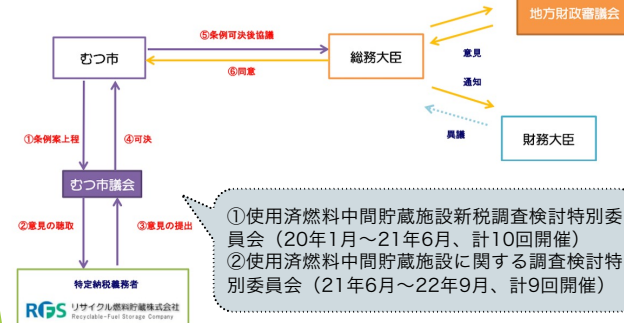 地方財政審議会
⑤条例可決後協議
むつ市
総務大臣
意見
⑥同意
通知
①条例案上程
④可決
異議
財務大臣
むつ市議会
②意見の聴取
③意見の提出
①使用済燃料中間貯蔵施設新税調査検討特別委
員会（20年1月～21年6月、計10回開催）
②使用済燃料中間貯蔵施設に関する調査検討特
別委員会（21年6月～22年9月、計9回開催）
特定納税義務者
RFS リサイクル燃料貯蔵株式会社
Recyclable-Fuel Storage Company